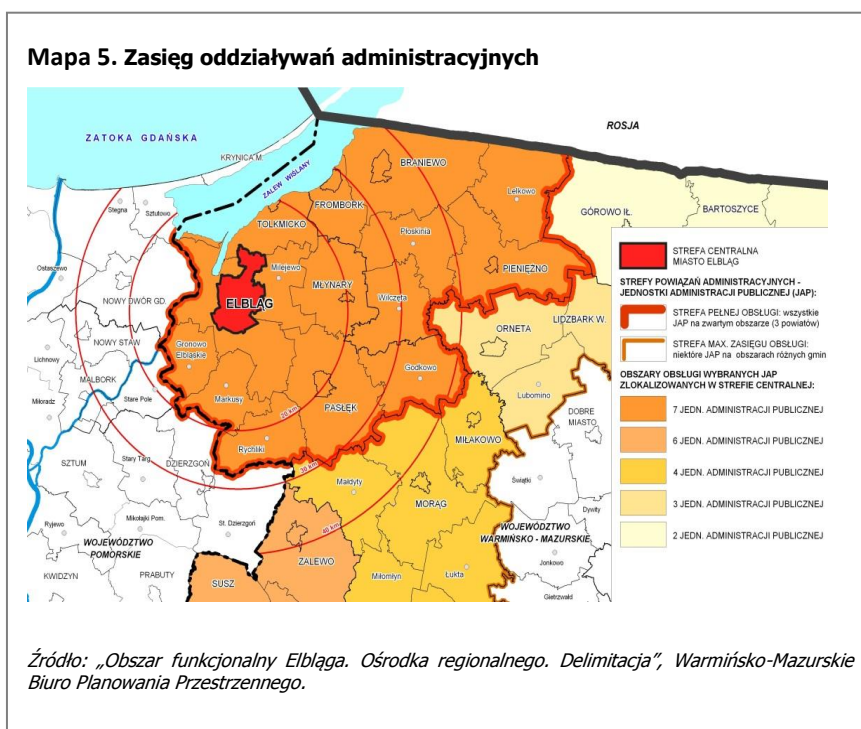 Mapa 5. Zasięg oddziaływań administracyjnych
ROSJA
ZATOKA GDAŃSKA
KRYNICA M.
ZALEW WIŚLANY
BRANIEWO
Lelkowo
FROMBORK
Stegna
Sztutowo
TOLKMICKO
Płoskinia
GÓROWO IŁ.
BARTOSZYCE
Ostaszewo
Milejewo
PIENIĘŻNO
NOWY DWÓR GD.
ELBLĄG
MŁYNARY
Wilczęta
ORNETA
LIDZBARK W.
NOWY STAW
Gronowo
Elbląskie
Godkowo
Lichnowy
MALBORK
Markusy
Lubomino
Miłoradz
Stare Pole
PASŁĘK
20 km
DOBRE
MIASTO
Rychliki
MIŁAKOWO
SZTUM
Stary Targ
DZIERZGOŃ
30 km
Małdyty
Świątki
MORĄG
Dywity
Ryjewo
Mikołajki Pom.
St. Dzierzgoń
40 km
WOJEWÓDZTWO
POMORSKIE
WOJEWÓDZTWO
WARMIŃSKO - MAZURSKIE
ZALEWO
Jonkowo
KWIDZYN
PRABUTY
SUSZ
Miłomłyn
Łukta
Gietrzwałd
STREFA CENTRALNA
MIASTO ELBLĄG
STREFY POWIĄZAŃ ADMINISTRACYJNYCH -
JEDNOSTKI ADMINISTRACJI PUBLICZNEJ (JAP):
STREFA PEŁNEJ OBSŁUGI: wszystkie
JAP na zwartym obszarze (3 powiatów)
STREFA MAX. ZASIĘGU OBSŁUGI:
niektóre JAP na obszarach różnych gmin
OBSZARY OBSŁUGI WYBRANYCH JAP
ZLOKALIZOWANYCH W STREFIE CENTRALNEJ:
7 JEDN. ADMINISTRACJI PUBLICZNEJ
6 JEDN. ADMINISTRACJI PUBLICZNEJ
4 JEDN. ADMINISTRACJI PUBLICZNEJ
3 JEDN. ADMINISTRACJI PUBLICZNEJ
2 JEDN. ADMINISTRACJI PUBLICZNEJ
Źródło: „Obszar funkcjonalny Elbląga. Ośrodka regionalnego. Delimitacja”, Warmińsko-Mazurskie
Biuro Planowania Przestrzennego.